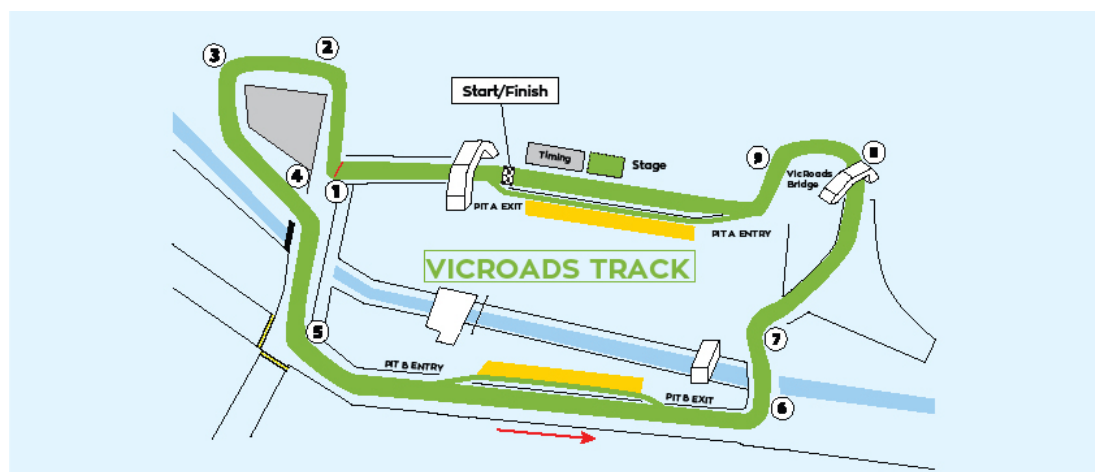 3
2
Start/Finish
Timing
Stage
9
8
VicRoads
Bridge
4
1
PIT A EXIT
PIT A ENTRY
VICROADS TRACK
5
7
PIT B ENTRY
PIT B EXIT
6